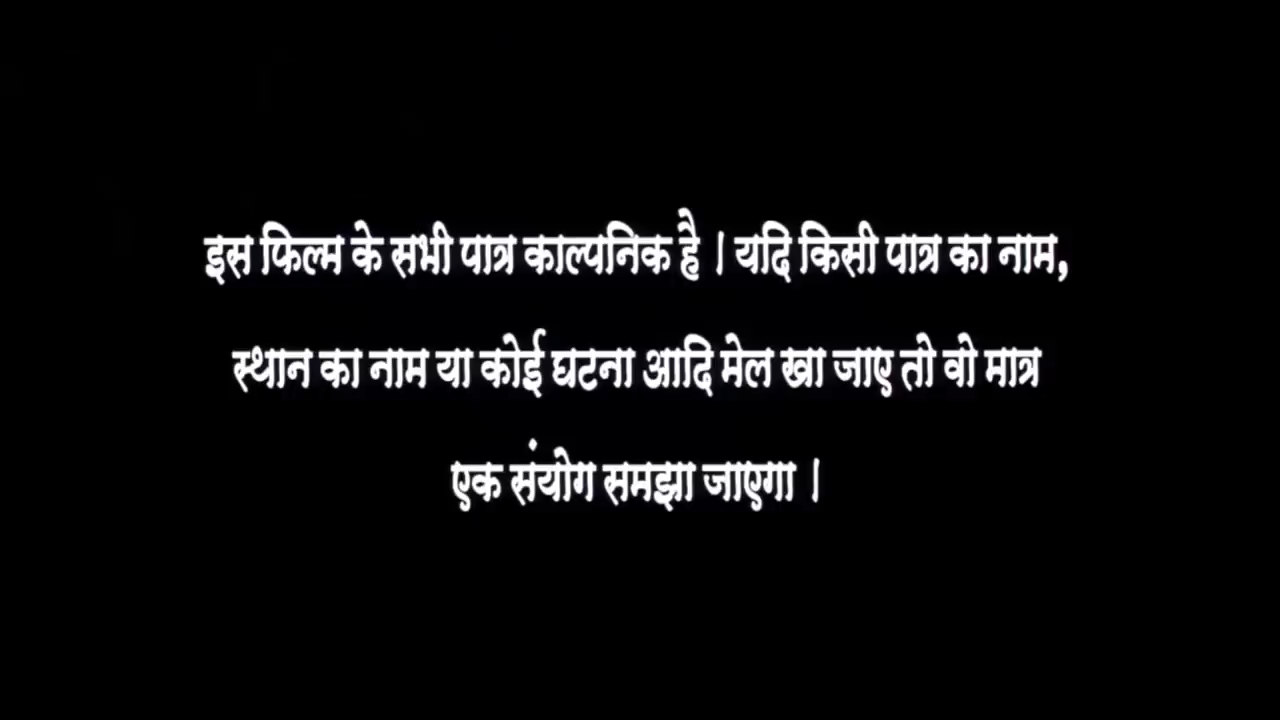 इस फिल्म के सभी पात्र काल्पनिक है । यदि किसी पात्र का नाम,
स्थान का नाम या कोई घटना आदि मेल खा जाए तो वो मात्र
एक संयोग समझा जाएगा ।